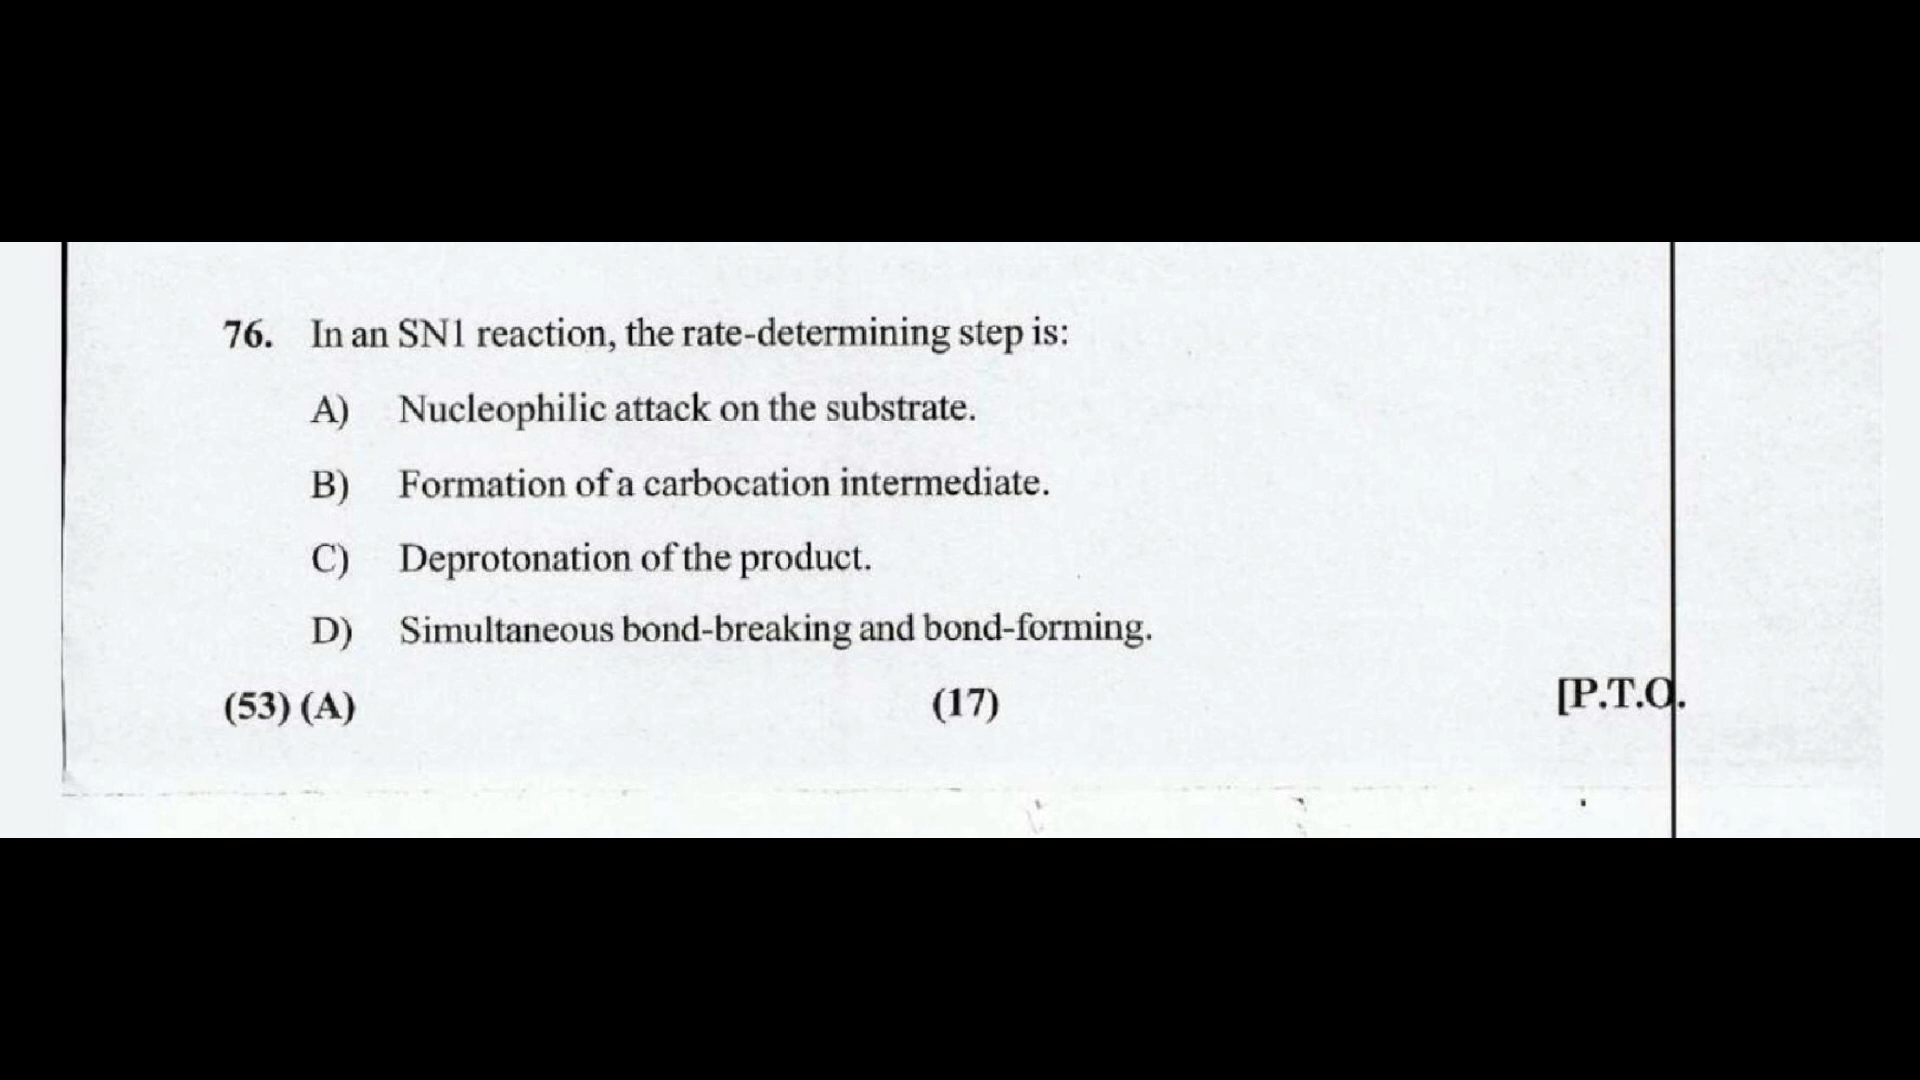 76. In an SN1 reaction, the rate-determining step is:
A) Nucleophilic attack on the substrate.
B) Formation of a carbocation intermediate.
C) Deprotonation of the product.
D) Simultaneous bond-breaking and bond-forming.
(53) (A) (17) [P.T.O.